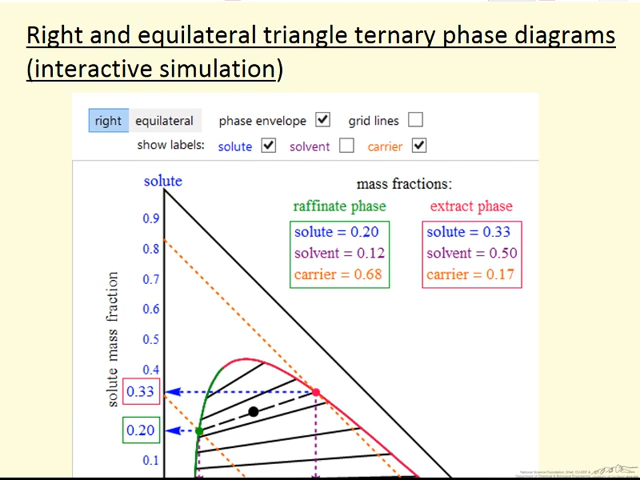 Right and equilateral triangle ternary phase diagrams
(interactive simulation)
right equilateral phase envelope grid lines
show labels: solute solvent carrier
solute
mass fractions:
raffinate phase extract phase
solute = 0.20 solute = 0.33
solvent = 0.12 solvent = 0.50
carrier = 0.68 carrier = 0.17
solute mass fraction
0.9
0.8
0.7
0.6
0.5
0.4
0.33
0.20
0.1